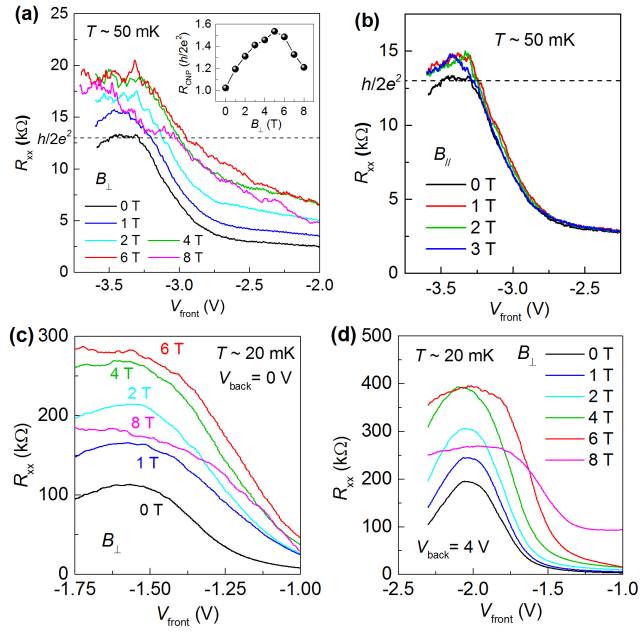 (a)
T ~ 50 mK
R_CNP (h/2e²)
1.6
1.4
1.2
1.0
0 2 4 6 8
B⊥ (T)
R_xx (kΩ)
25
20
15
h/2e²
10
5
0
B⊥
0 T
1 T
2 T
4 T
6 T
8 T
-3.5 -3.0 -2.5 -2.0
V_front (V)
(b)
T ~ 50 mK
R_xx (kΩ)
15
h/2e²
10
5
0
B//
0 T
1 T
2 T
3 T
-3.5 -3.0 -2.5
V_front (V)
(c)
T ~ 20 mK
V_back = 0 V
R_xx (kΩ)
300
200
100
0
6 T
4 T
2 T
8 T
1 T
0 T
B⊥
-1.75 -1.50 -1.25 -1.00
V_front (V)
(d)
T ~ 20 mK
B⊥
0 T
1 T
2 T
4 T
6 T
8 T
R_xx (kΩ)
500
400
300
200
100
0
V_back = 4 V
-2.5 -2.0 -1.5 -1.0
V_front (V)